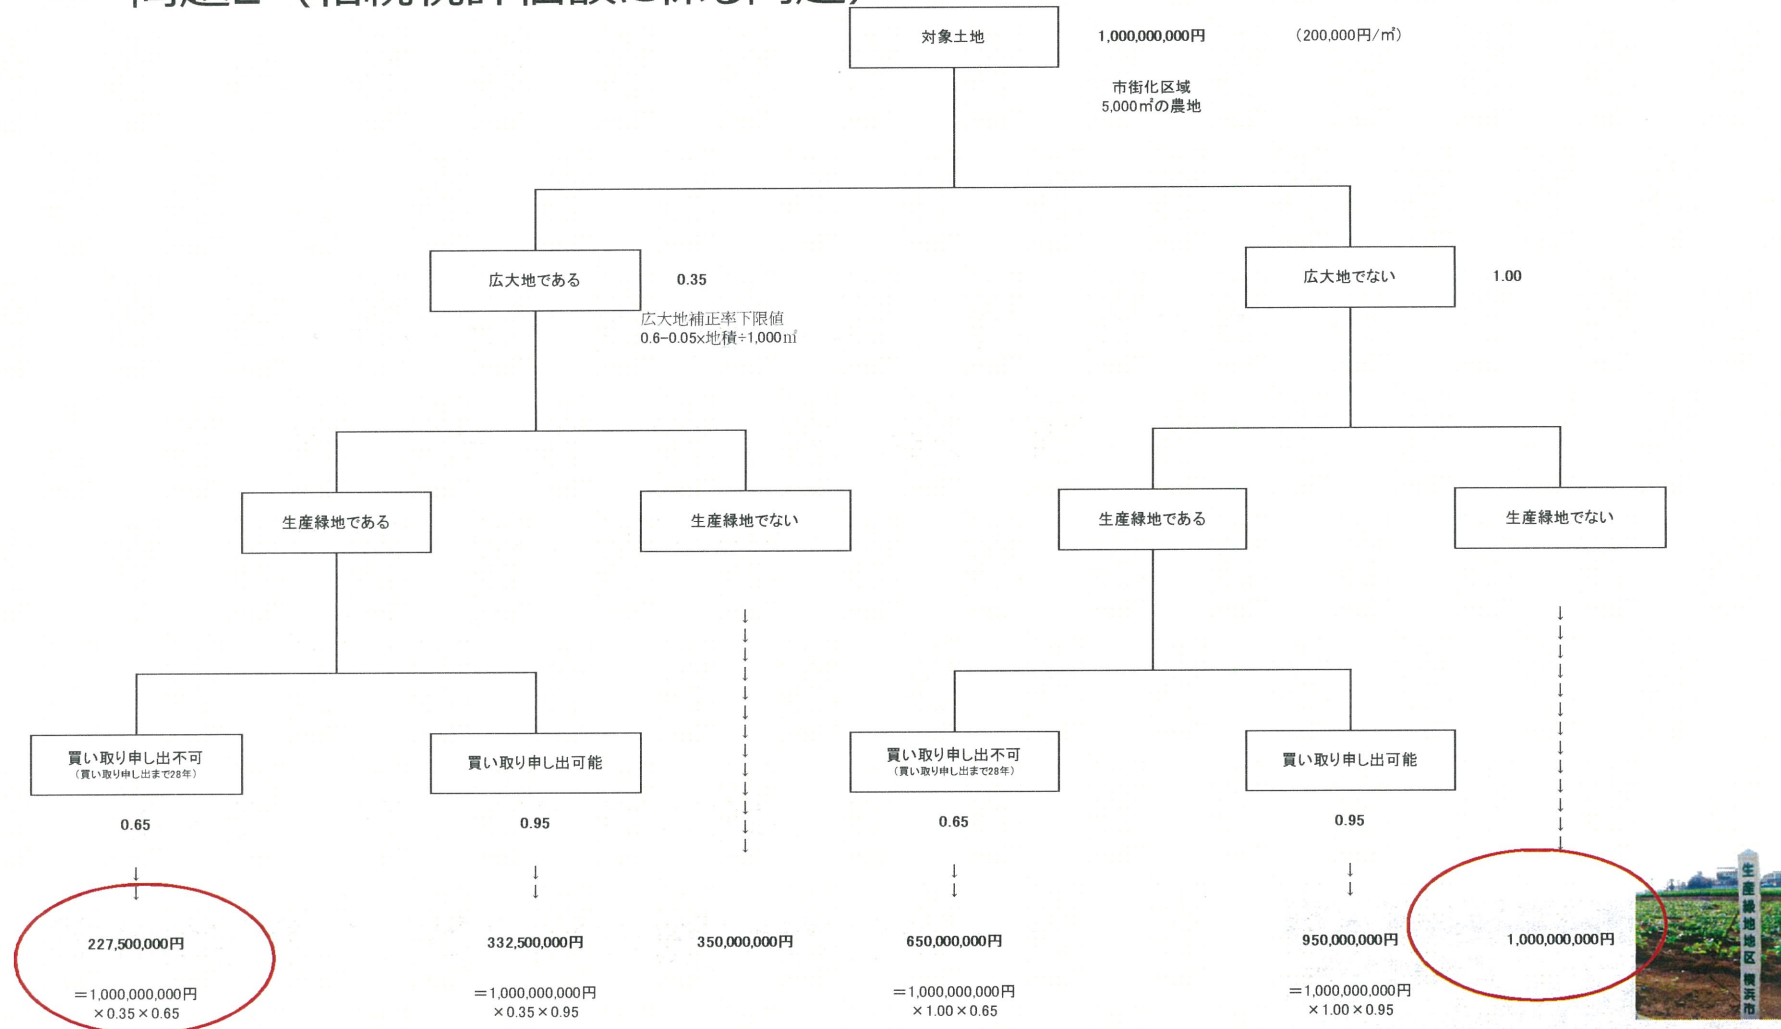 対象土地
1,000,000,000円
（200,000円/㎡）
市街化区域
5,000㎡の農地
広大地である
0.35
広大地補正率下限値
0.6-0.05×地積÷1,000㎡
広大地でない
1.00
生産緑地である
生産緑地でない
生産緑地である
生産緑地でない
買い取り申し出不可
（買い取り申し出まで28年）
買い取り申し出可能
買い取り申し出不可
（買い取り申し出まで28年）
買い取り申し出可能
0.65
0.95
0.65
0.95
227,500,000円
332,500,000円
350,000,000円
650,000,000円
950,000,000円
1,000,000,000円
＝1,000,000,000円
×0.35×0.65
＝1,000,000,000円
×0.35×0.95
＝1,000,000,000円
×1.00×0.65
＝1,000,000,000円
×1.00×0.95
生産緑地地区 横浜市